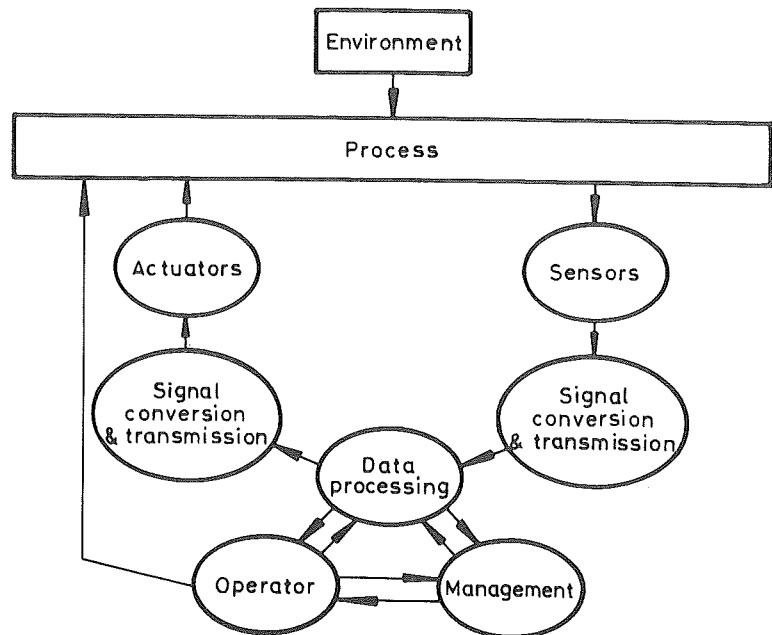 Environment
Process
Actuators
Sensors
Signal
conversion
& transmission
Signal
conversion
& transmission
Data
processing
Operator
Management